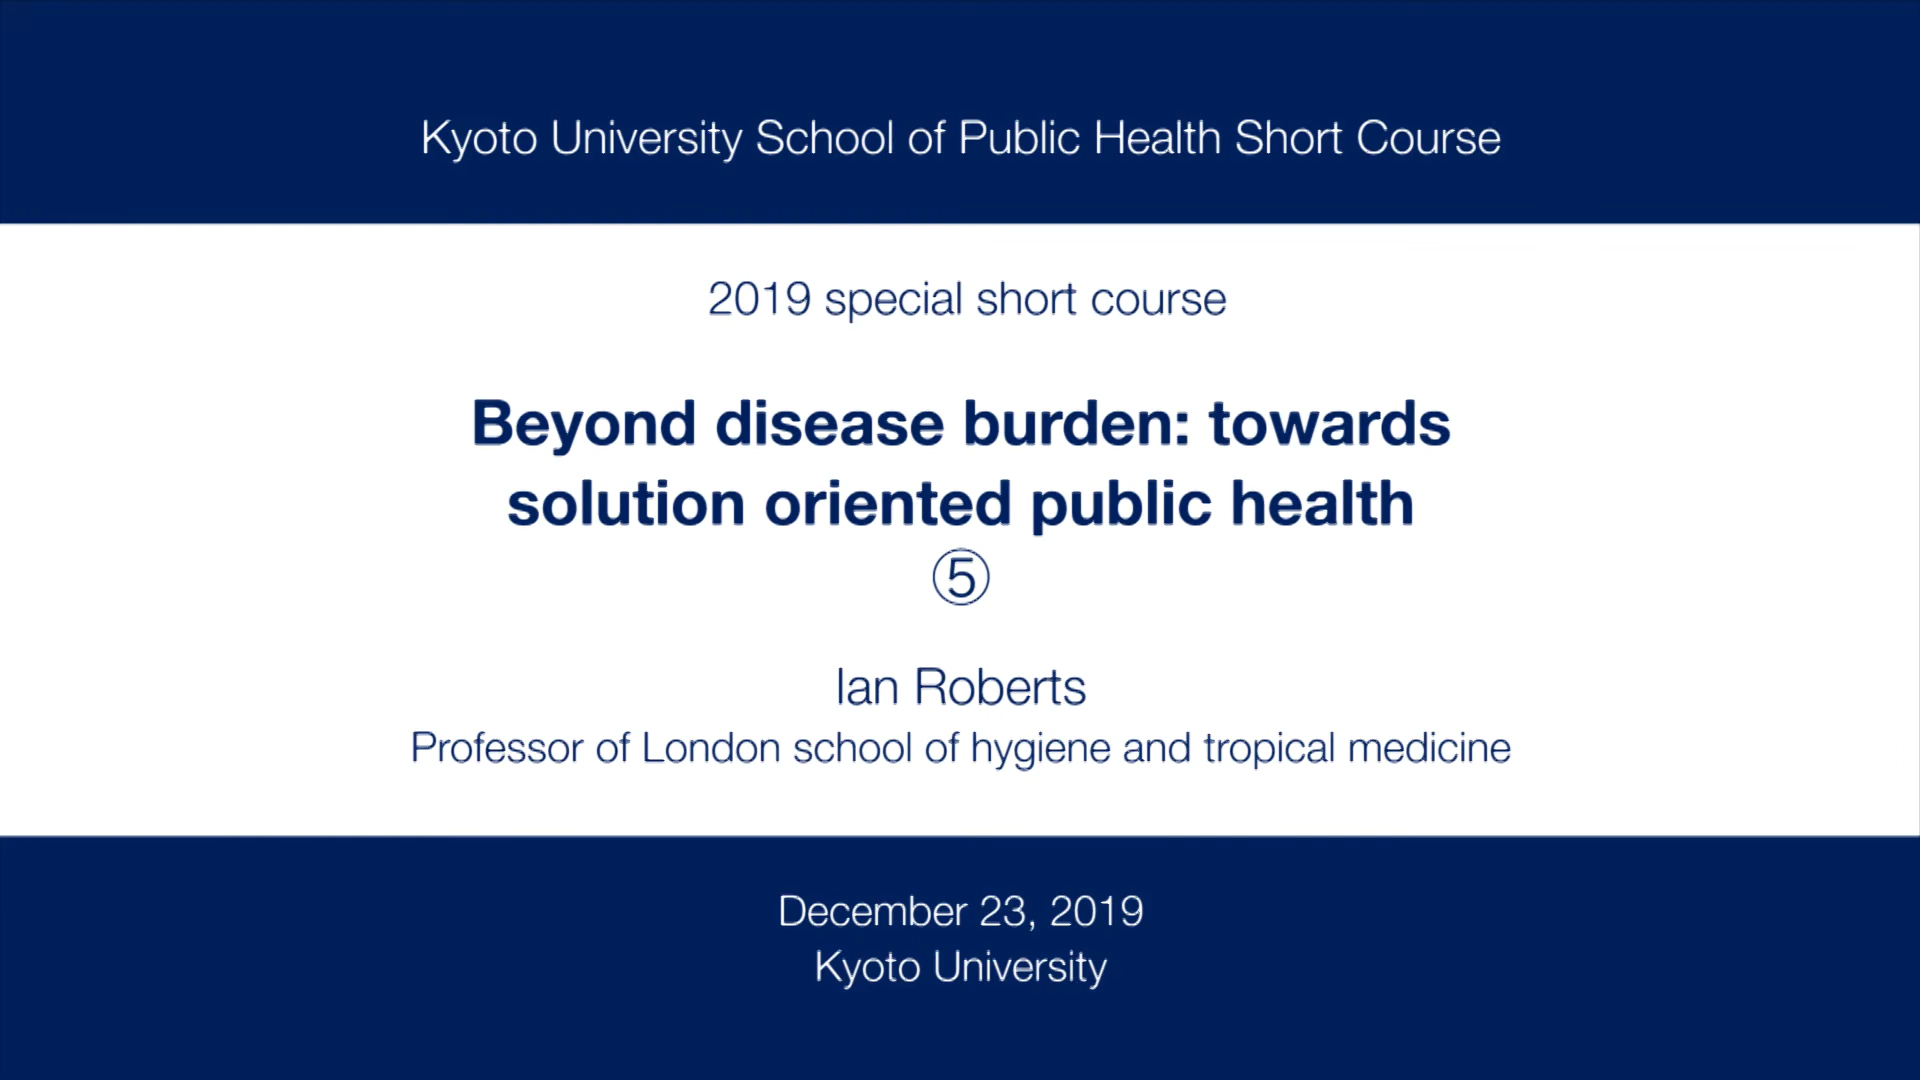 Kyoto University School of Public Health Short Course
2019 special short course
Beyond disease burden: towards
solution oriented public health
⑤
Ian Roberts
Professor of London school of hygiene and tropical medicine
December 23, 2019
Kyoto University